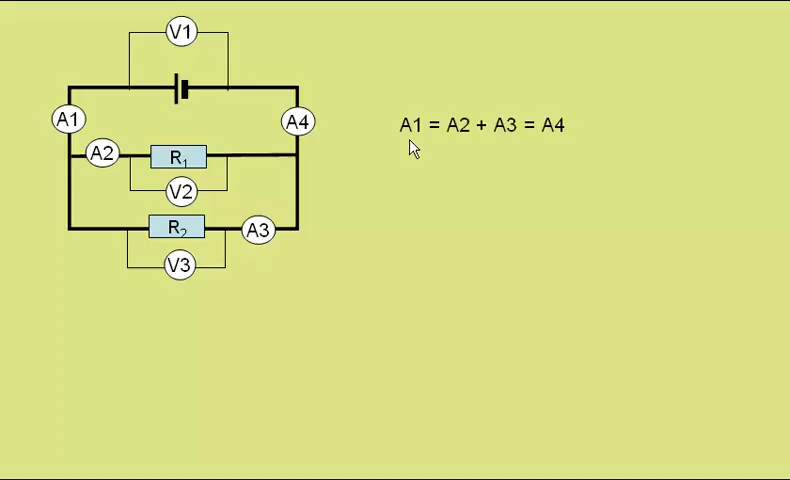 V1
A1
A4
A1 = A2 + A3 = A4
A2
R₁
V2
R₂
A3
V3